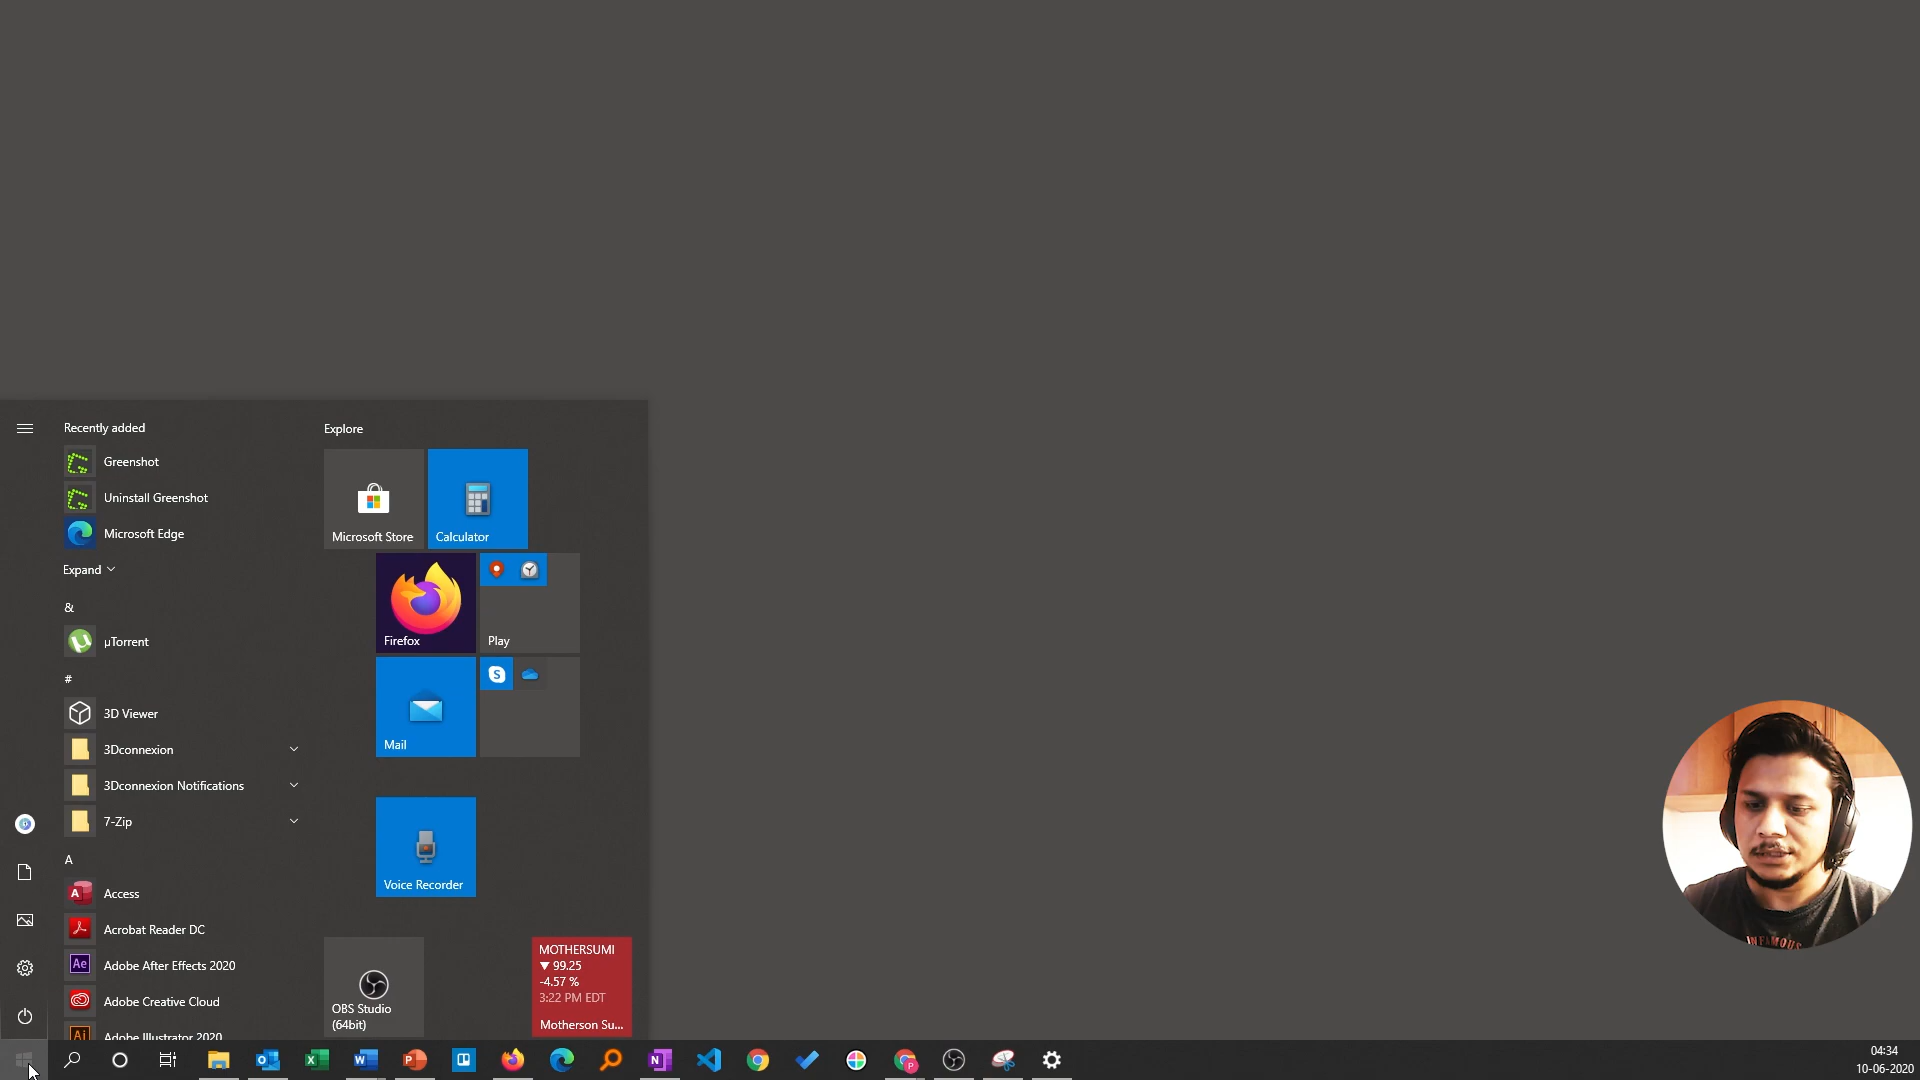 Recently added
Explore
Greenshot
Uninstall Greenshot
Microsoft Edge
Microsoft Store
Calculator
Expand
&
Firefox
Play
µTorrent
#
3D Viewer
3Dconnexion
Mail
3Dconnexion Notifications
7-Zip
A
Voice Recorder
Access
Acrobat Reader DC
Adobe After Effects 2020
Adobe Creative Cloud
Adobe Illustrator 2020
OBS Studio
(64bit)
MOTHERSUMI
▼ 99.25
-4.57 %
3:22 PM EDT
Motherson Su...
INFAMOUS
04:34
10-06-2020